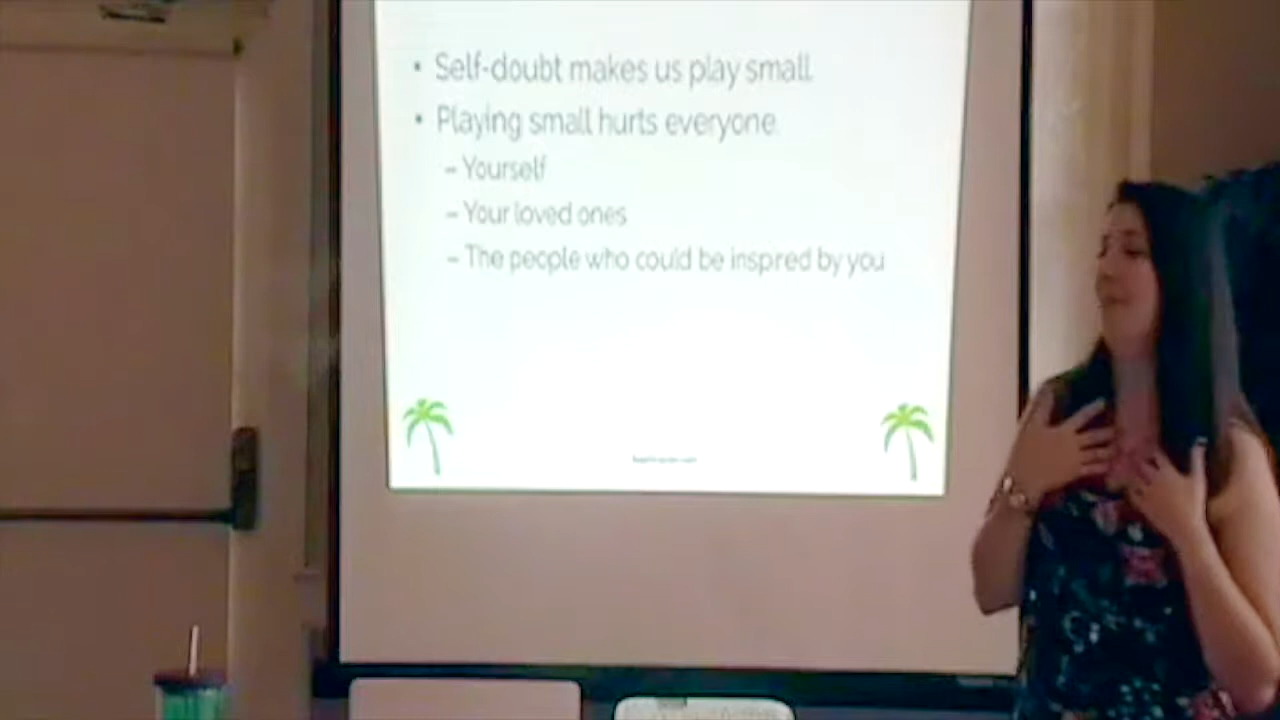 • Self-doubt makes us play small.
• Playing small hurts everyone.
– Yourself
– Your loved ones
– The people who could be inspired by you